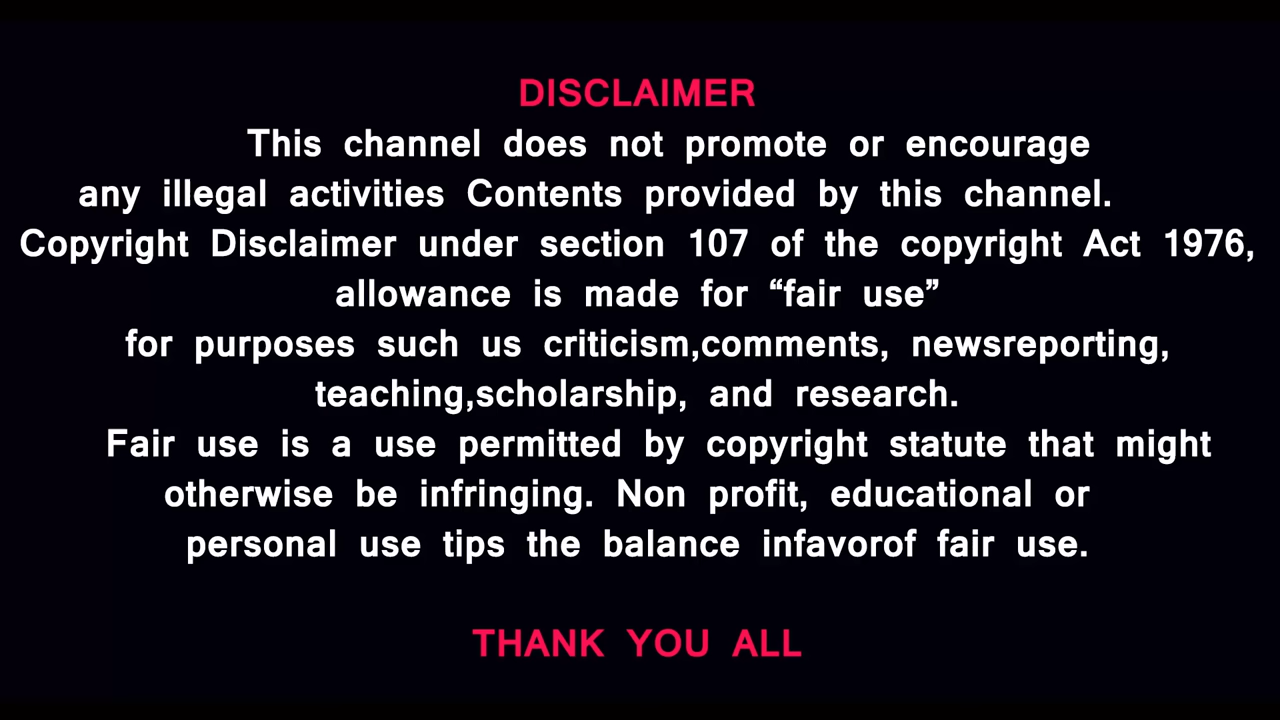 DISCLAIMER
This channel does not promote or encourage
any illegal activities Contents provided by this channel.
Copyright Disclaimer under section 107 of the copyright Act 1976,
allowance is made for “fair use”
for purposes such us criticism,comments, newsreporting,
teaching,scholarship, and research.
Fair use is a use permitted by copyright statute that might
otherwise be infringing. Non profit, educational or
personal use tips the balance infavorof fair use.
THANK YOU ALL